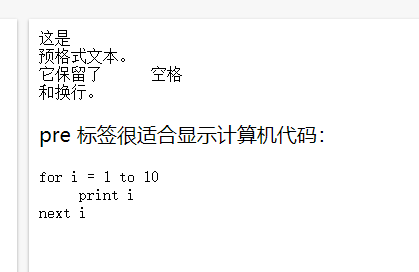 这是
预格式文本。
它保留了      空格
和换行。
pre 标签很适合显示计算机代码：
for i = 1 to 10
     print i
next i